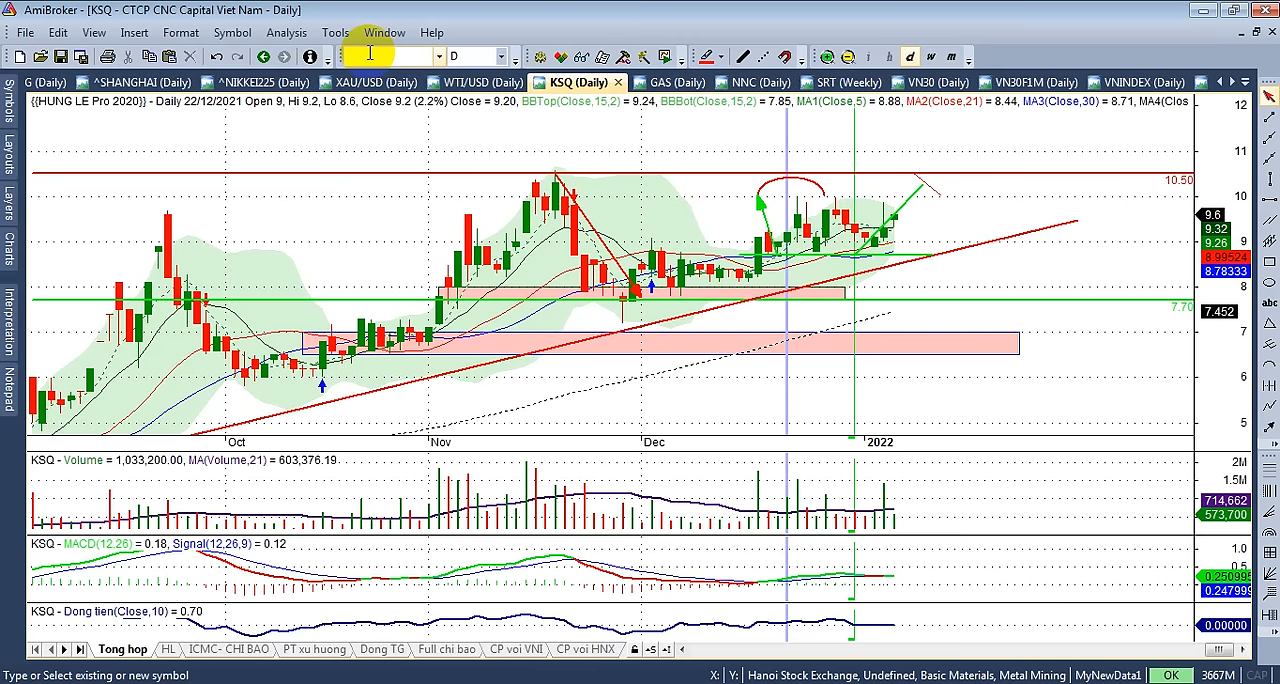 AmiBroker - [KSQ - CTCP CNC Capital Viet Nam - Daily]
File Edit View Insert Format Symbol Analysis Tools Window Help
D
i h d w m
G (Daily) ^SHANGHAI (Daily) ^NIKKEI225 (Daily) XAU/USD (Daily) WTI/USD (Daily) KSQ (Daily) GAS (Daily) NNC (Daily) SRT (Weekly) VN30 (Daily) VN30F1M (Daily) VNINDEX (Daily)
Symbols
Layouts
Layers
Charts
Interpretation
Notepad
{{HUNG LE Pro 2020}} - Daily 22/12/2021 Open 9, Hi 9.2, Lo 8.6, Close 9.2 (2.2%) Close = 9.20, BBTop(Close,15,2) = 9.24, BBBot(Close,15,2) = 7.85, MA1(Close,5) = 8.88, MA2(Close,21) = 8.44, MA3(Close,30) = 8.71, MA4(Clos
12
11
10.50
10
9.6
9.32
9.26
9
8.99524
8.78333
8
7.70
7.452
7
6
5
abc
Oct Nov Dec 2022
KSQ - Volume = 1,033,200.00, MA(Volume,21) = 603,376.19
2M
1.5M
714,662
573,700
KSQ - MACD(12,26) = 0.18, Signal(12,26,9) = 0.12
1.0
0.5
0.250995
0.247999
KSQ - Dong tien(Close,10) = 0.70
0.00000
Tong hop HL ICMC- CHI BAO PT xu huong Dong TG Full chi bao CP voi VNI CP voi HNX
Type or Select existing or new symbol X: Y: Hanoi Stock Exchange, Undefined, Basic Materials, Metal Mining MyNewData1 OK 3667M CAP